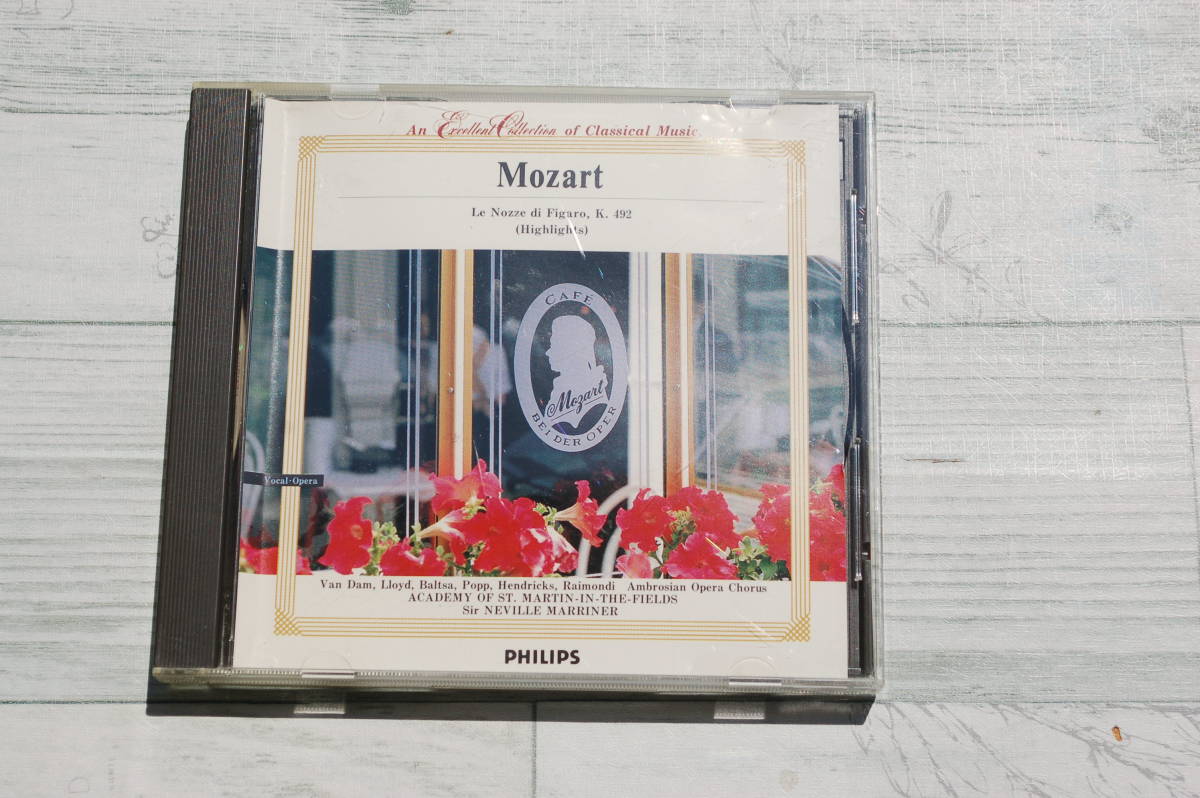 An Excellent Collection of Classical Music
Mozart
Le Nozze di Figaro, K. 492
(Highlights)
CAFÉ
Mozart
BEI DER OPER
Vocal·Opera
Van Dam, Lloyd, Baltsa, Popp, Hendricks, Raimondi Ambrosian Opera Chorus
ACADEMY OF ST. MARTIN-IN-THE-FIELDS
Sir NEVILLE MARRINER
PHILIPS